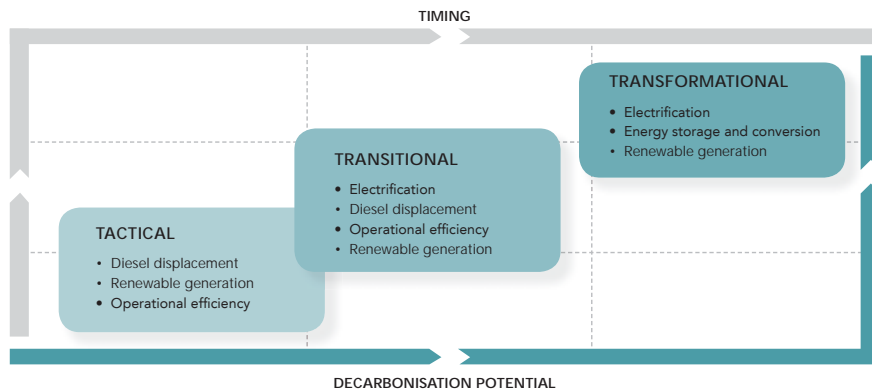 TIMING
TACTICAL
• Diesel displacement
• Renewable generation
• Operational efficiency
TRANSITIONAL
• Electrification
• Diesel displacement
• Operational efficiency
• Renewable generation
TRANSFORMATIONAL
• Electrification
• Energy storage and conversion
• Renewable generation
DECARBONISATION POTENTIAL